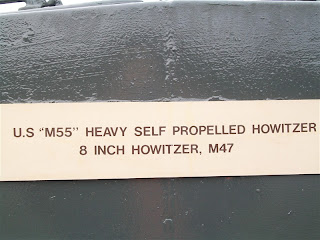 U.S "M55" HEAVY SELF PROPELLED HOWITZER
8 INCH HOWITZER, M47